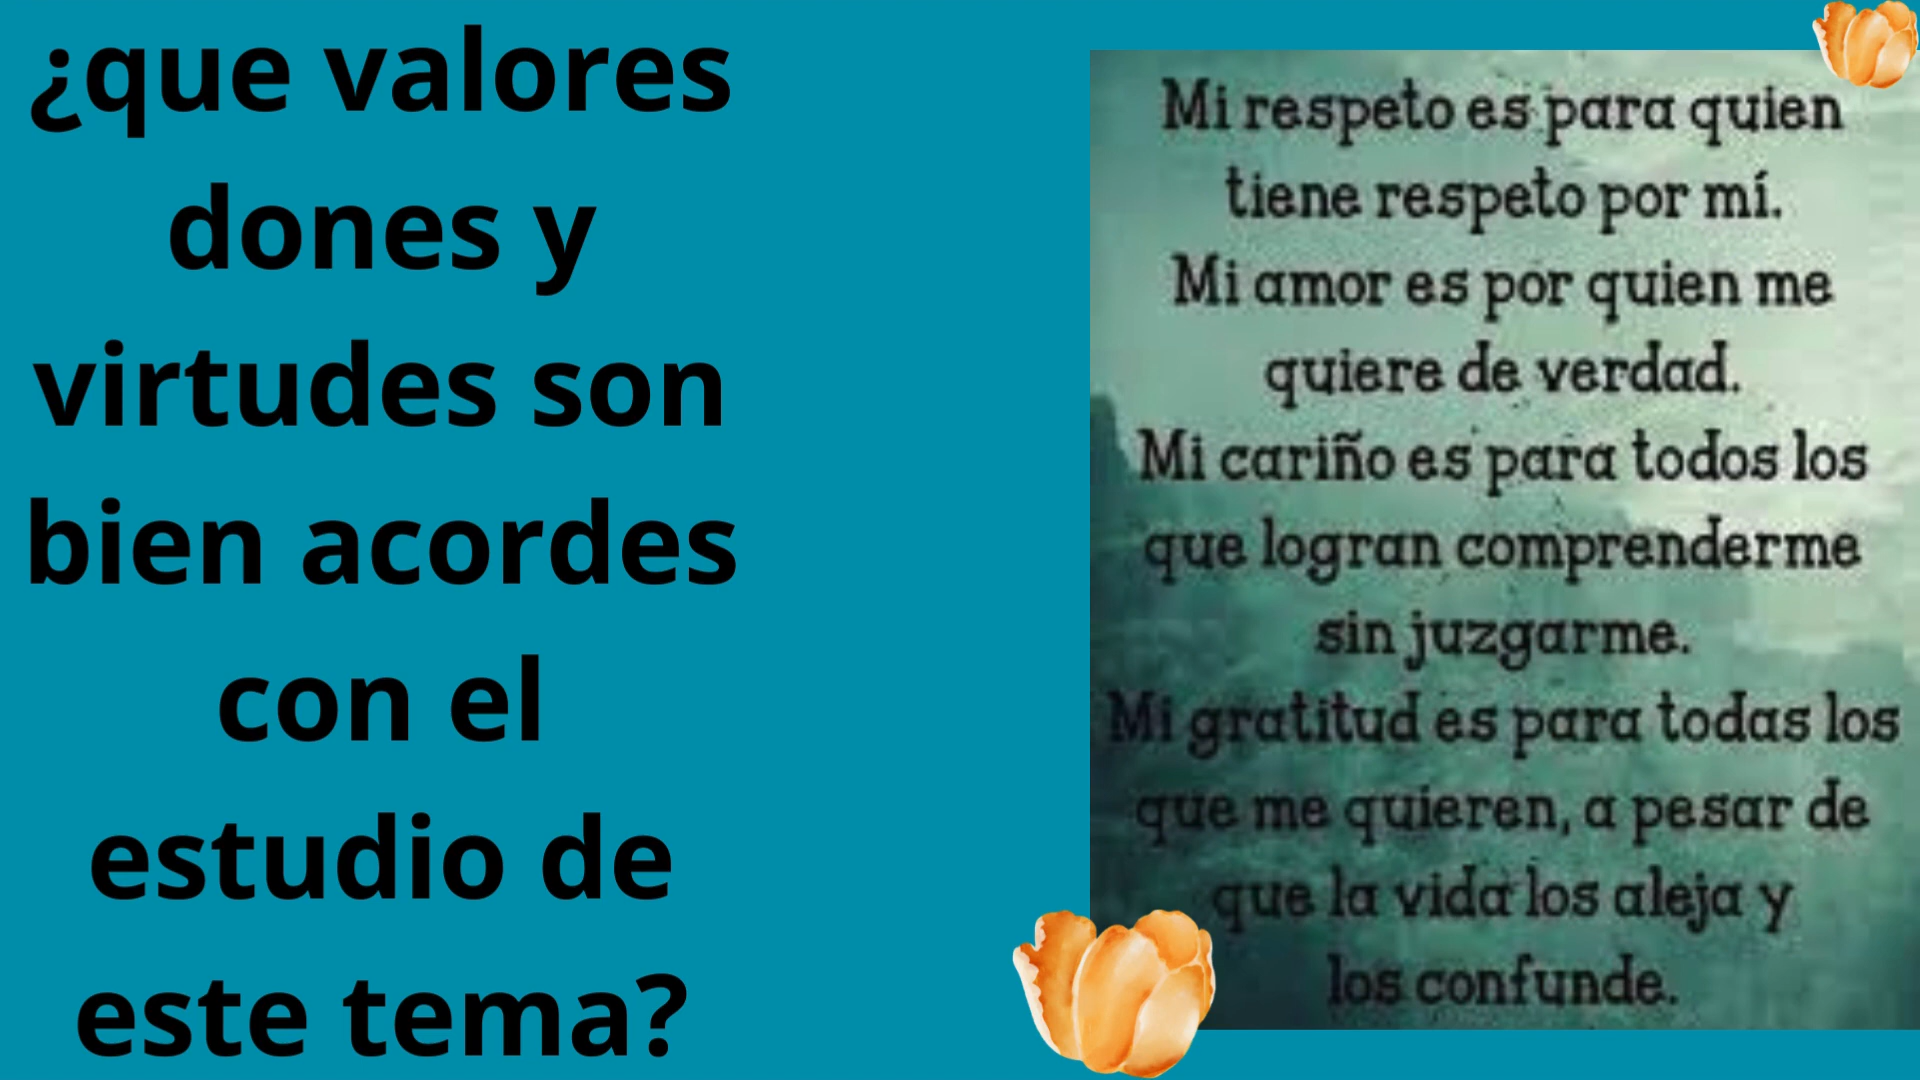 ¿que valores
dones y
virtudes son
bien acordes
con el
estudio de
este tema?
Mi respeto es para quien
tiene respeto por mí.
Mi amor es por quien me
quiere de verdad.
Mi cariño es para todos los
que logran comprenderme
sin juzgarme.
Mi gratitud es para todas los
que me quieren, a pesar de
que la vida los aleja y
los confunde.